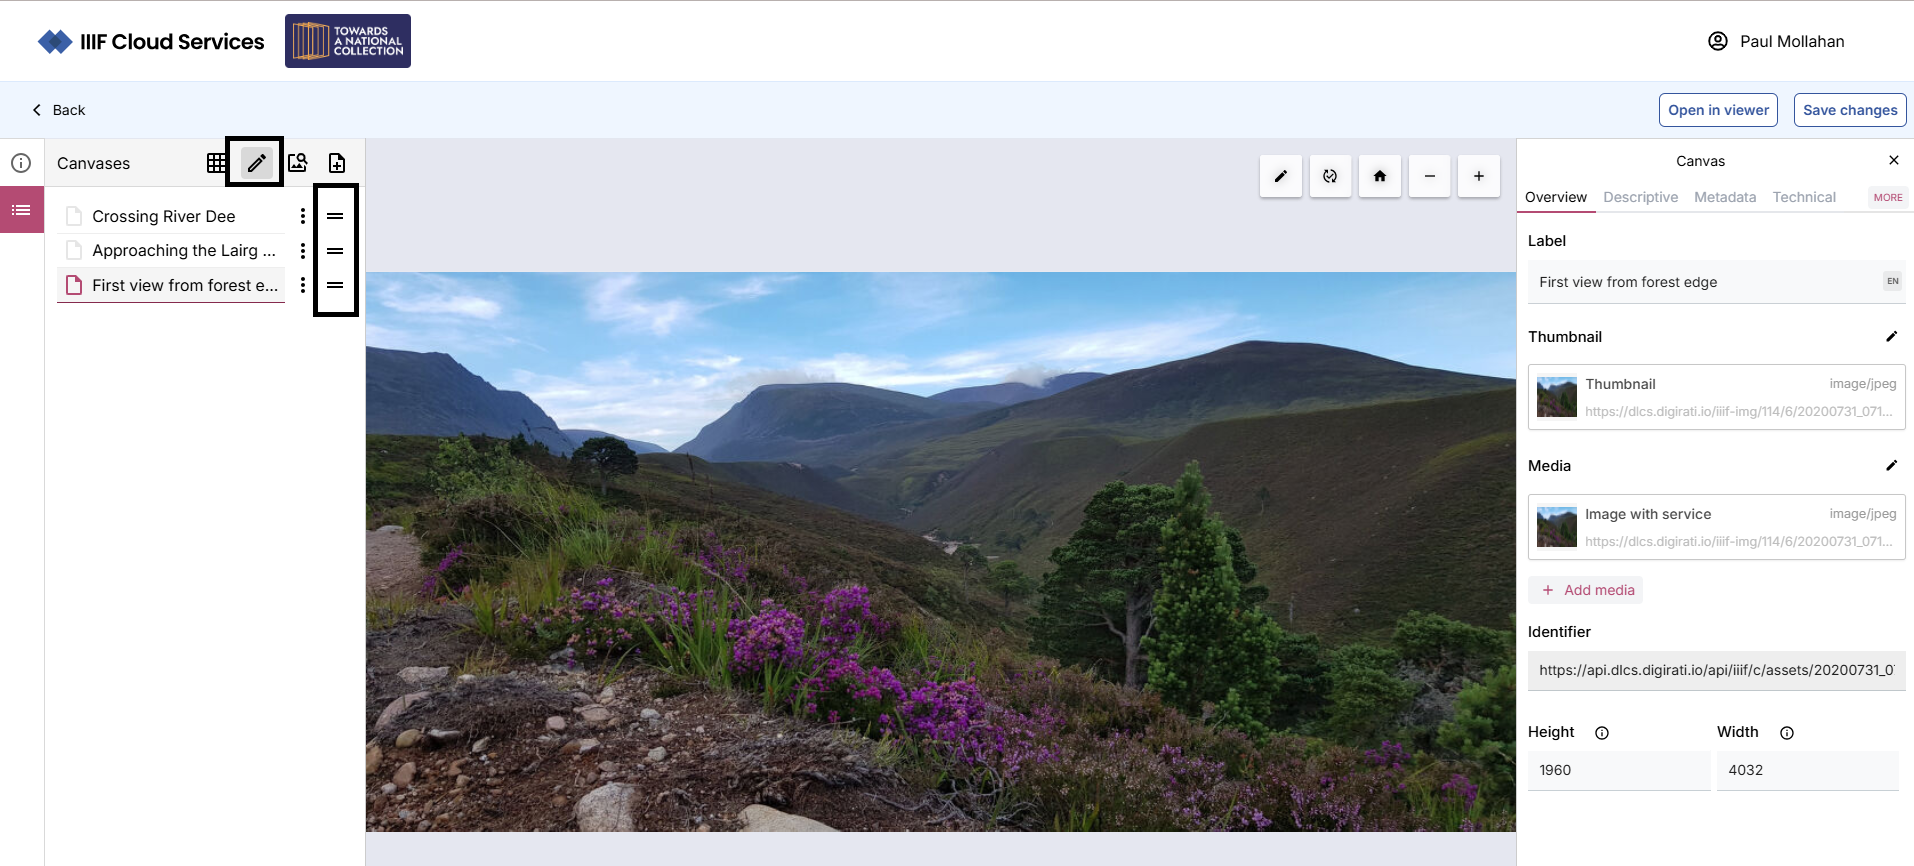 IIIF Cloud Services
TOWARDS
A NATIONAL
COLLECTION
Paul Mollahan
Back
Open in viewer
Save changes
Canvases
Crossing River Dee
Approaching the Lairg ...
First view from forest e...
Canvas
Overview
Descriptive
Metadata
Technical
MORE
Label
First view from forest edge
EN
Thumbnail
Thumbnail
image/jpeg
https://dlcs.digirati.io/iiif-img/114/6/20200731_071...
Media
Image with service
image/jpeg
https://dlcs.digirati.io/iiif-img/114/6/20200731_071...
+ Add media
Identifier
https://api.dlcs.digirati.io/api/iiif/c/assets/20200731_0
Height
Width
1960
4032